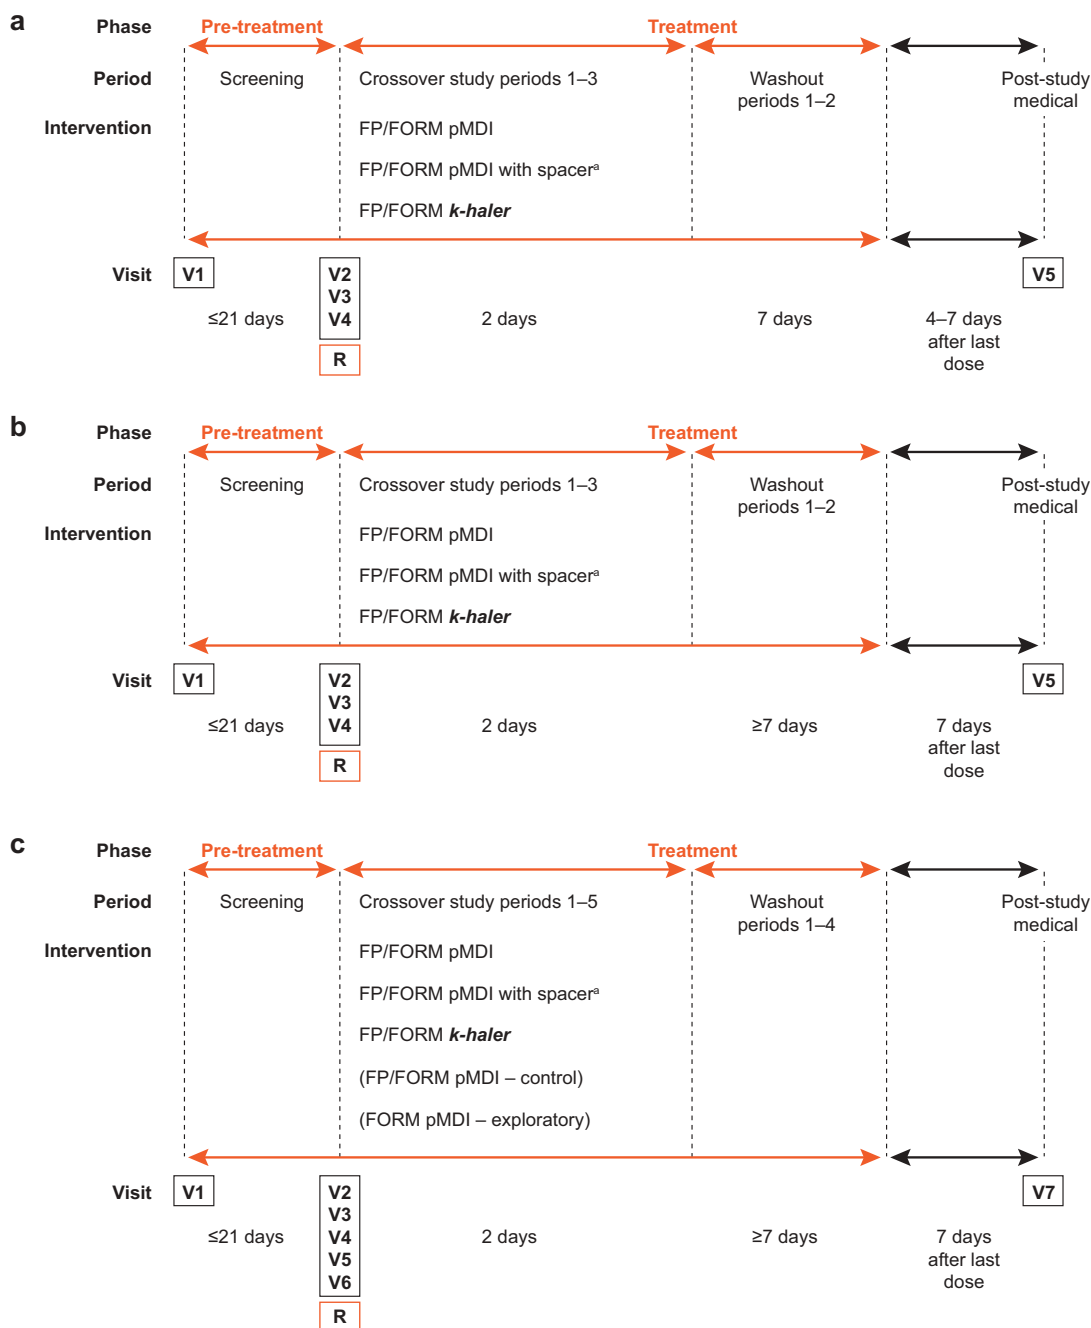 a
Phase Pre-treatment Treatment
Period Screening Crossover study periods 1–3 Washout Post-study
periods 1–2 medical
Intervention FP/FORM pMDI
FP/FORM pMDI with spacerᵃ
FP/FORM k-haler
Visit V1 V2 V5
V3
≤21 days V4 2 days 7 days 4–7 days
after last
R dose
b
Phase Pre-treatment Treatment
Period Screening Crossover study periods 1–3 Washout Post-study
periods 1–2 medical
Intervention FP/FORM pMDI
FP/FORM pMDI with spacerᵃ
FP/FORM k-haler
Visit V1 V2 V5
V3
≤21 days V4 2 days ≥7 days 7 days
after last
R dose
c
Phase Pre-treatment Treatment
Period Screening Crossover study periods 1–5 Washout Post-study
periods 1–4 medical
Intervention FP/FORM pMDI
FP/FORM pMDI with spacerᵃ
FP/FORM k-haler
(FP/FORM pMDI – control)
(FORM pMDI – exploratory)
Visit V1 V2 V7
V3
≤21 days V4 2 days ≥7 days 7 days
V5 after last
V6 dose
R